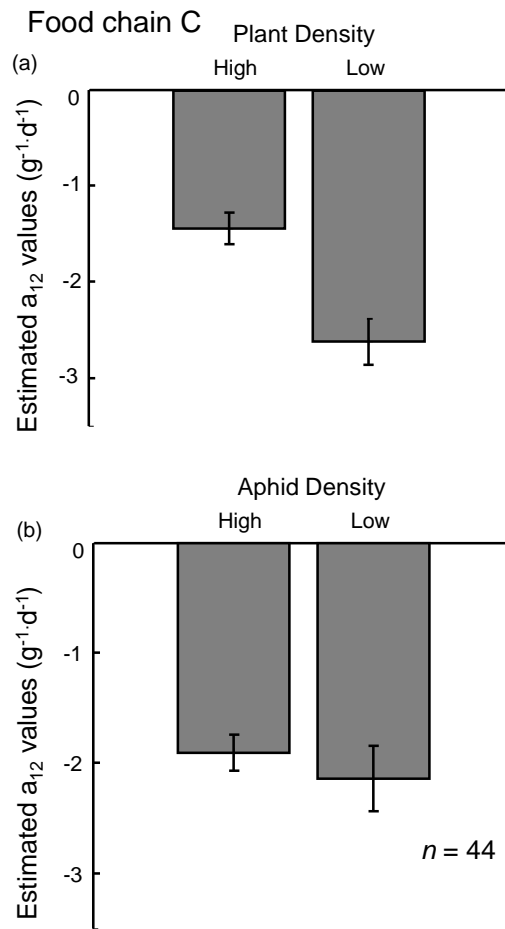 Food chain C
Plant Density
(a)
High Low
0
-1
-2
-3
Estimated a₁₂ values (g⁻¹·d⁻¹)
Aphid Density
(b)
High Low
0
-1
-2
-3
Estimated a₁₂ values (g⁻¹·d⁻¹)
n = 44